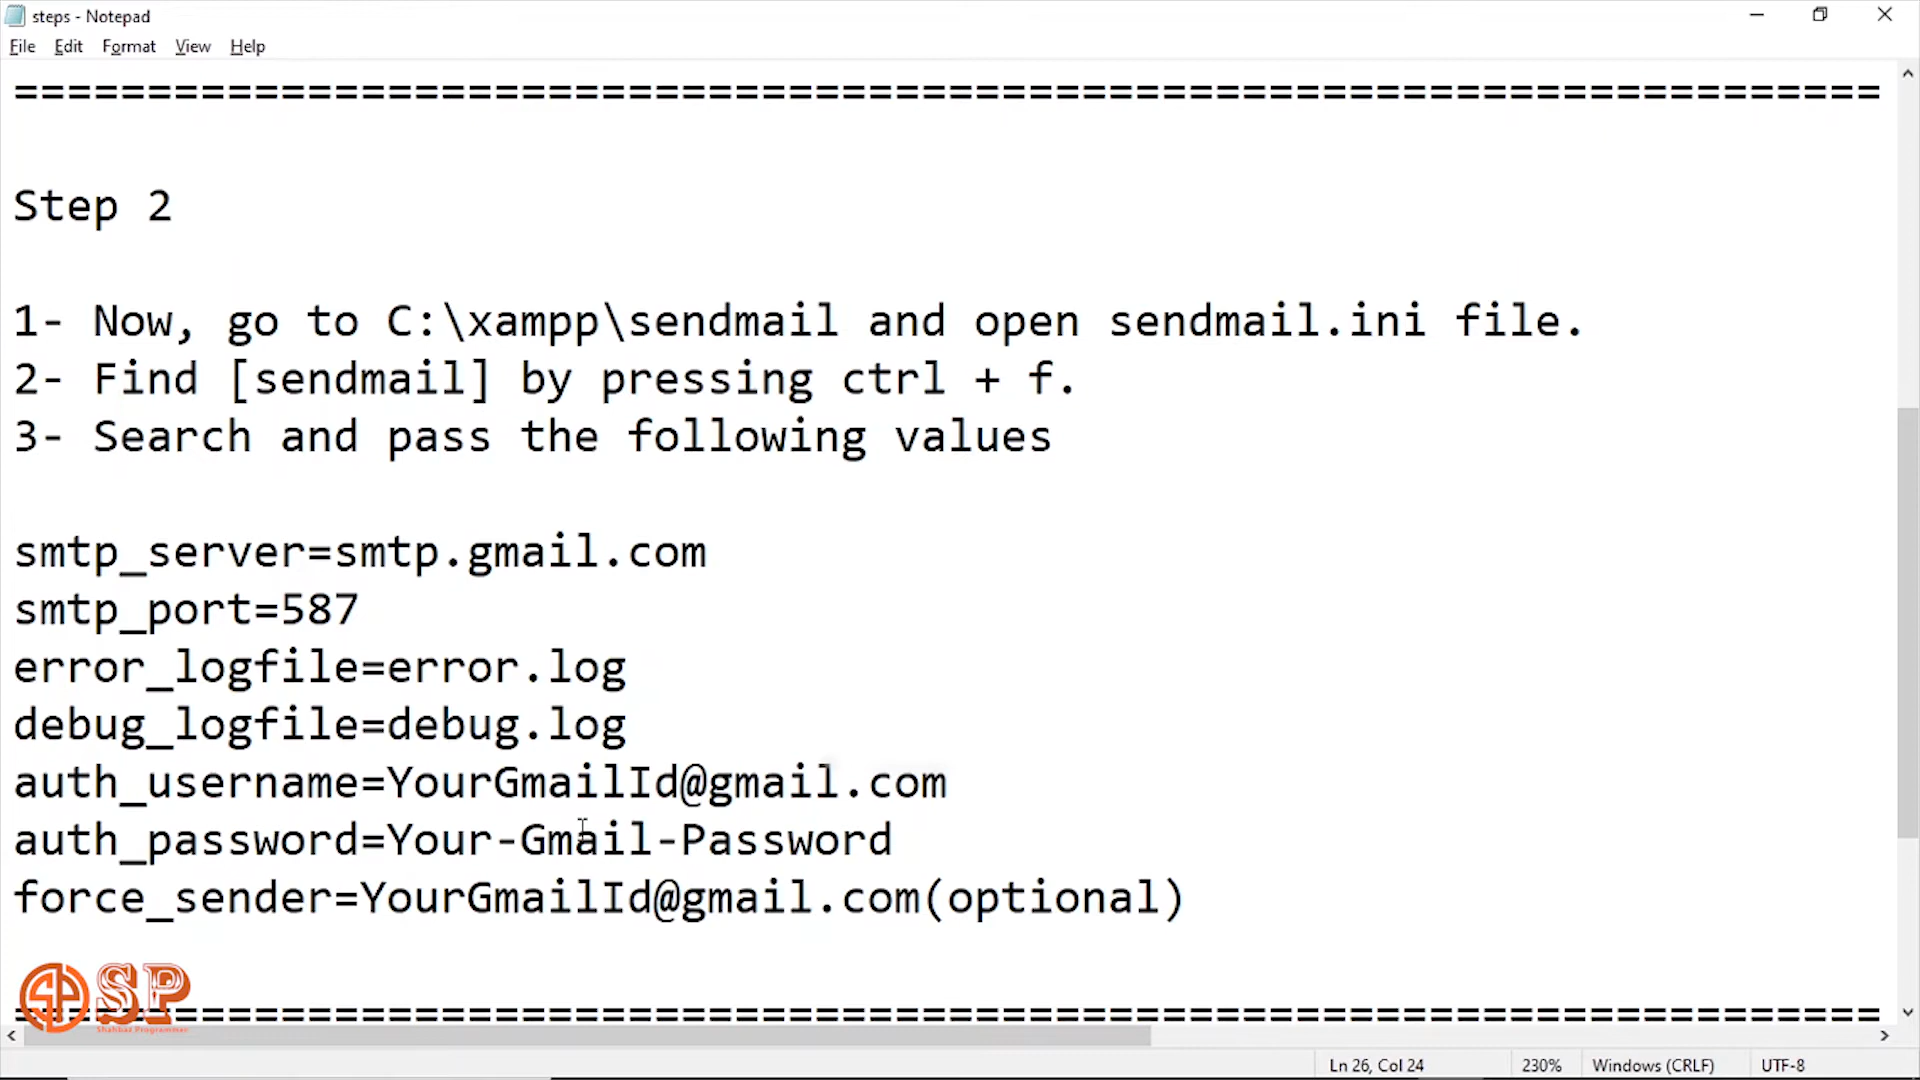 steps - Notepad
File Edit Format View Help
======================================================================
Step 2
1- Now, go to C:\xampp\sendmail and open sendmail.ini file.
2- Find [sendmail] by pressing ctrl + f.
3- Search and pass the following values
smtp_server=smtp.gmail.com
smtp_port=587
error_logfile=error.log
debug_logfile=debug.log
auth_username=YourGmailId@gmail.com
auth_password=Your-Gmail-Password
force_sender=YourGmailId@gmail.com(optional)
SP SP
Shahbaz Programmer
======================================================================
Ln 26, Col 24 230% Windows (CRLF) UTF-8